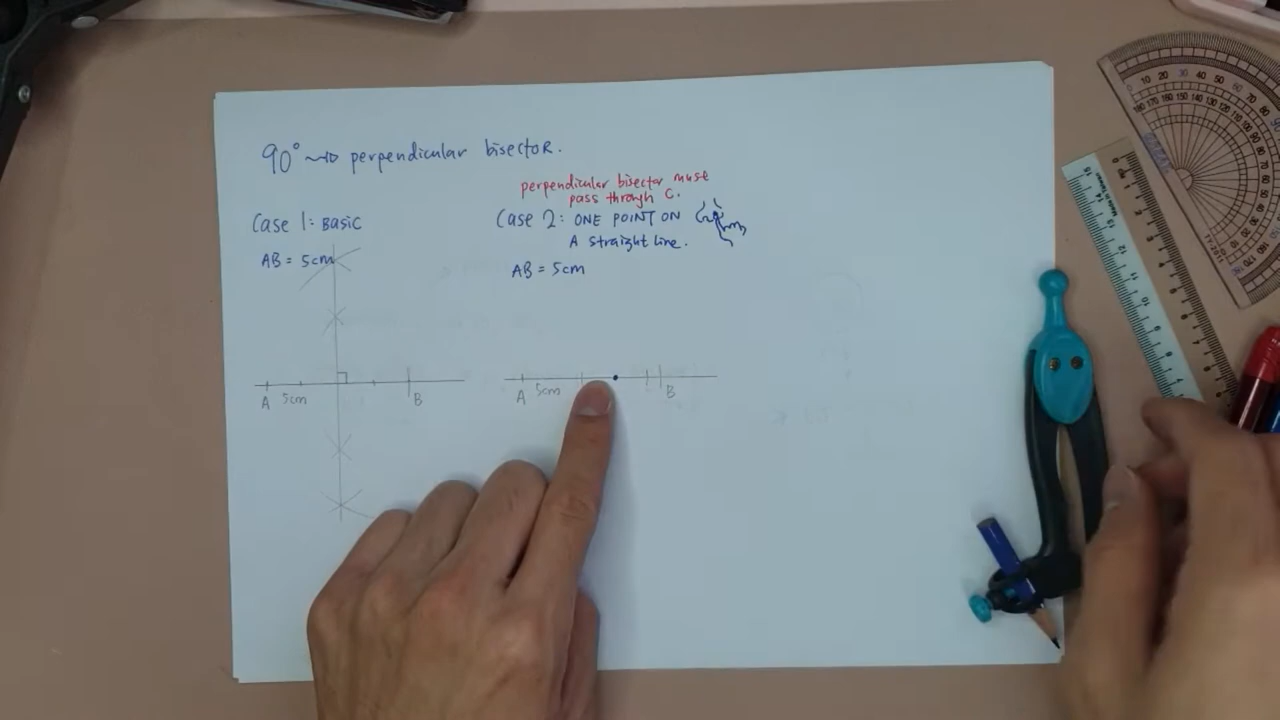 90° perpendicular bisector.
Case 1: Basic
AB = 5cm
A 5cm B
perpendicular bisector must
pass through C.
Case 2: ONE POINT ON
A straight line.
AB = 5cm
A 5cm B